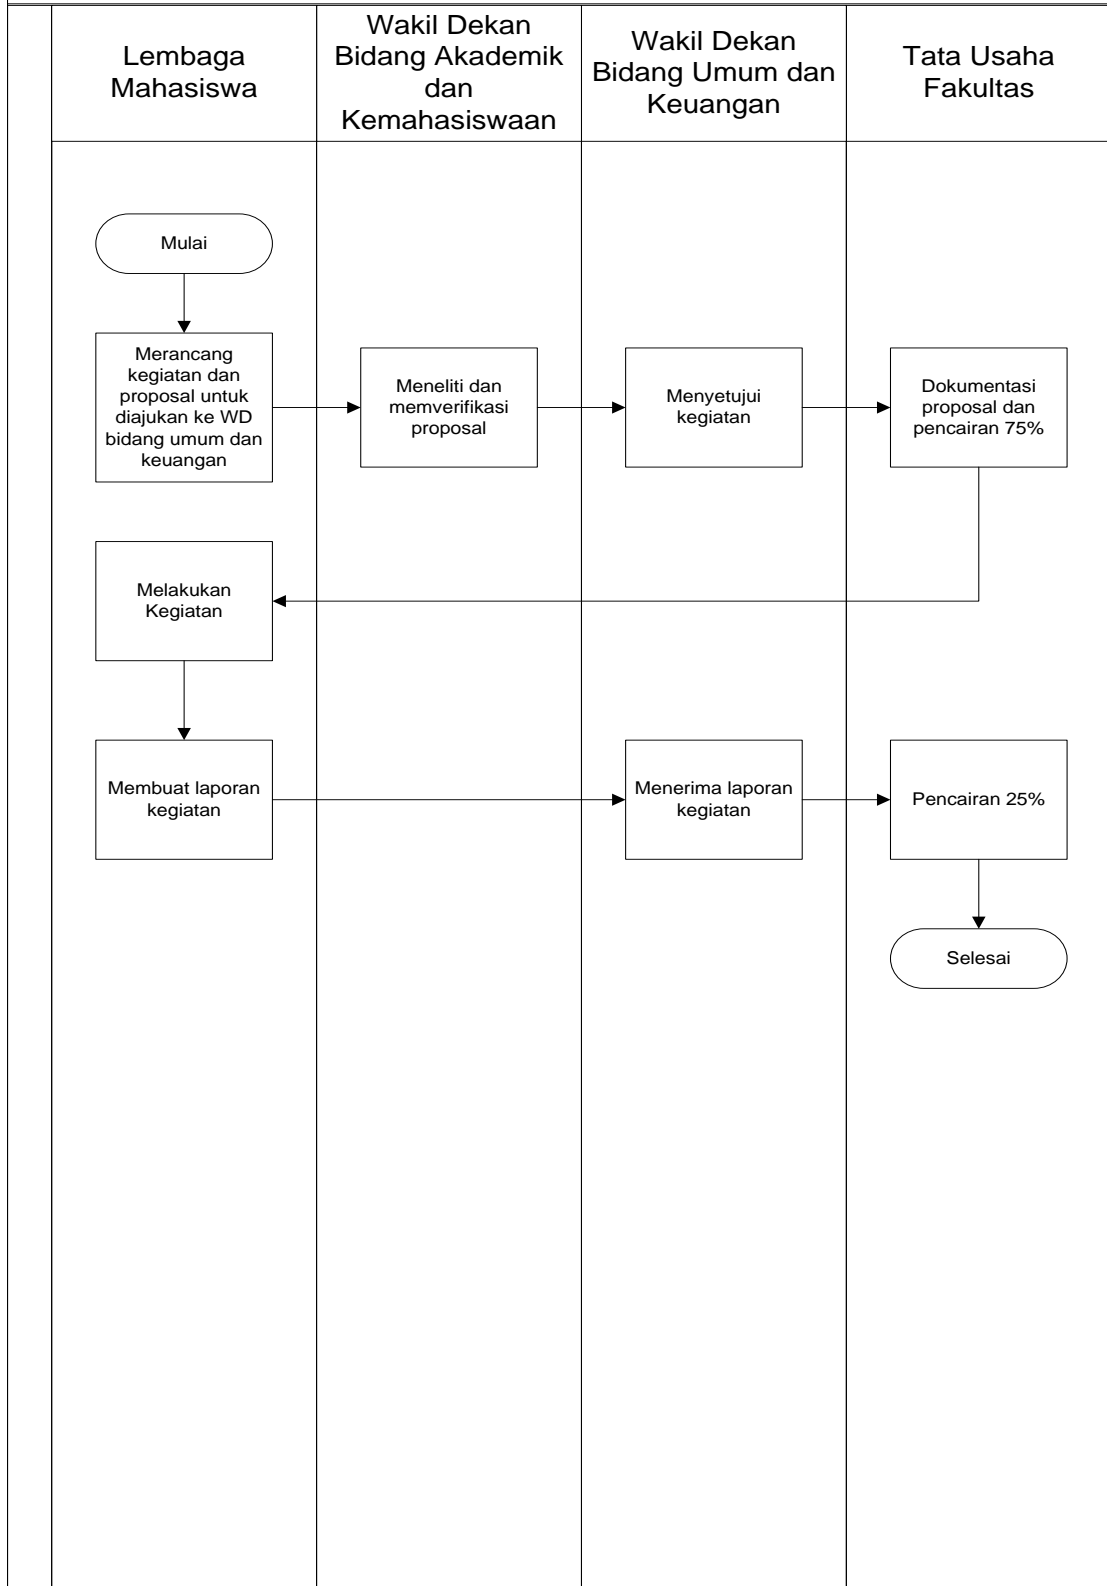 Lembaga
Mahasiswa
Wakil Dekan
Bidang Akademik
dan
Kemahasiswaan
Wakil Dekan
Bidang Umum dan
Keuangan
Tata Usaha
Fakultas
Mulai
Merancang
kegiatan dan
proposal untuk
diajukan ke WD
bidang umum dan
keuangan
Meneliti dan
memverifikasi
proposal
Menyetujui
kegiatan
Dokumentasi
proposal dan
pencairan 75%
Melakukan
Kegiatan
Membuat laporan
kegiatan
Menerima laporan
kegiatan
Pencairan 25%
Selesai